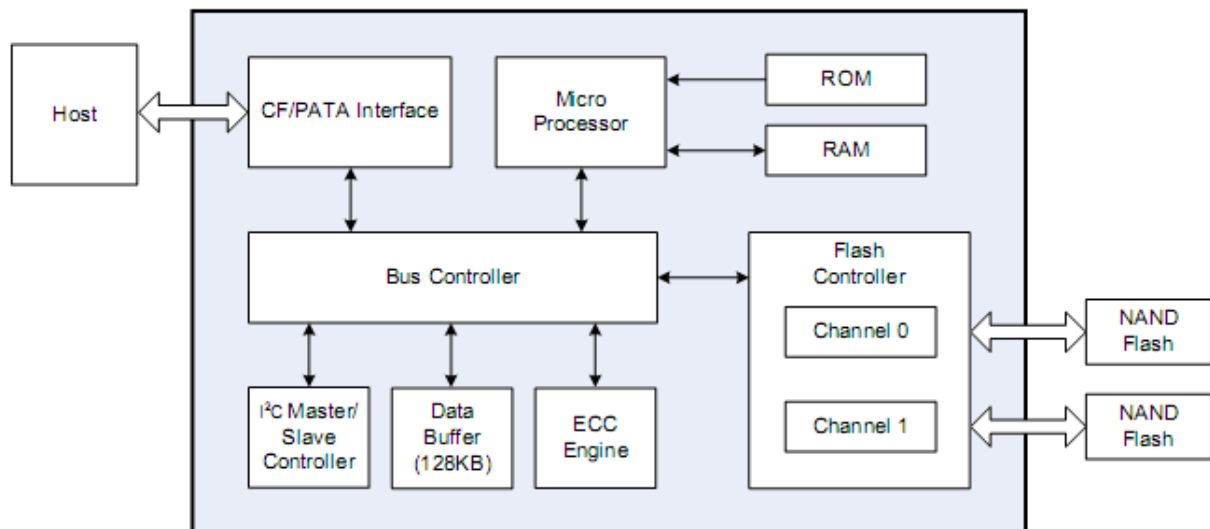 Host
CF/PATA Interface
Micro
Processor
ROM
RAM
Bus Controller
Flash
Controller
Channel 0
Channel 1
NAND
Flash
NAND
Flash
I²C Master/
Slave
Controller
Data
Buffer
(128KB)
ECC
Engine